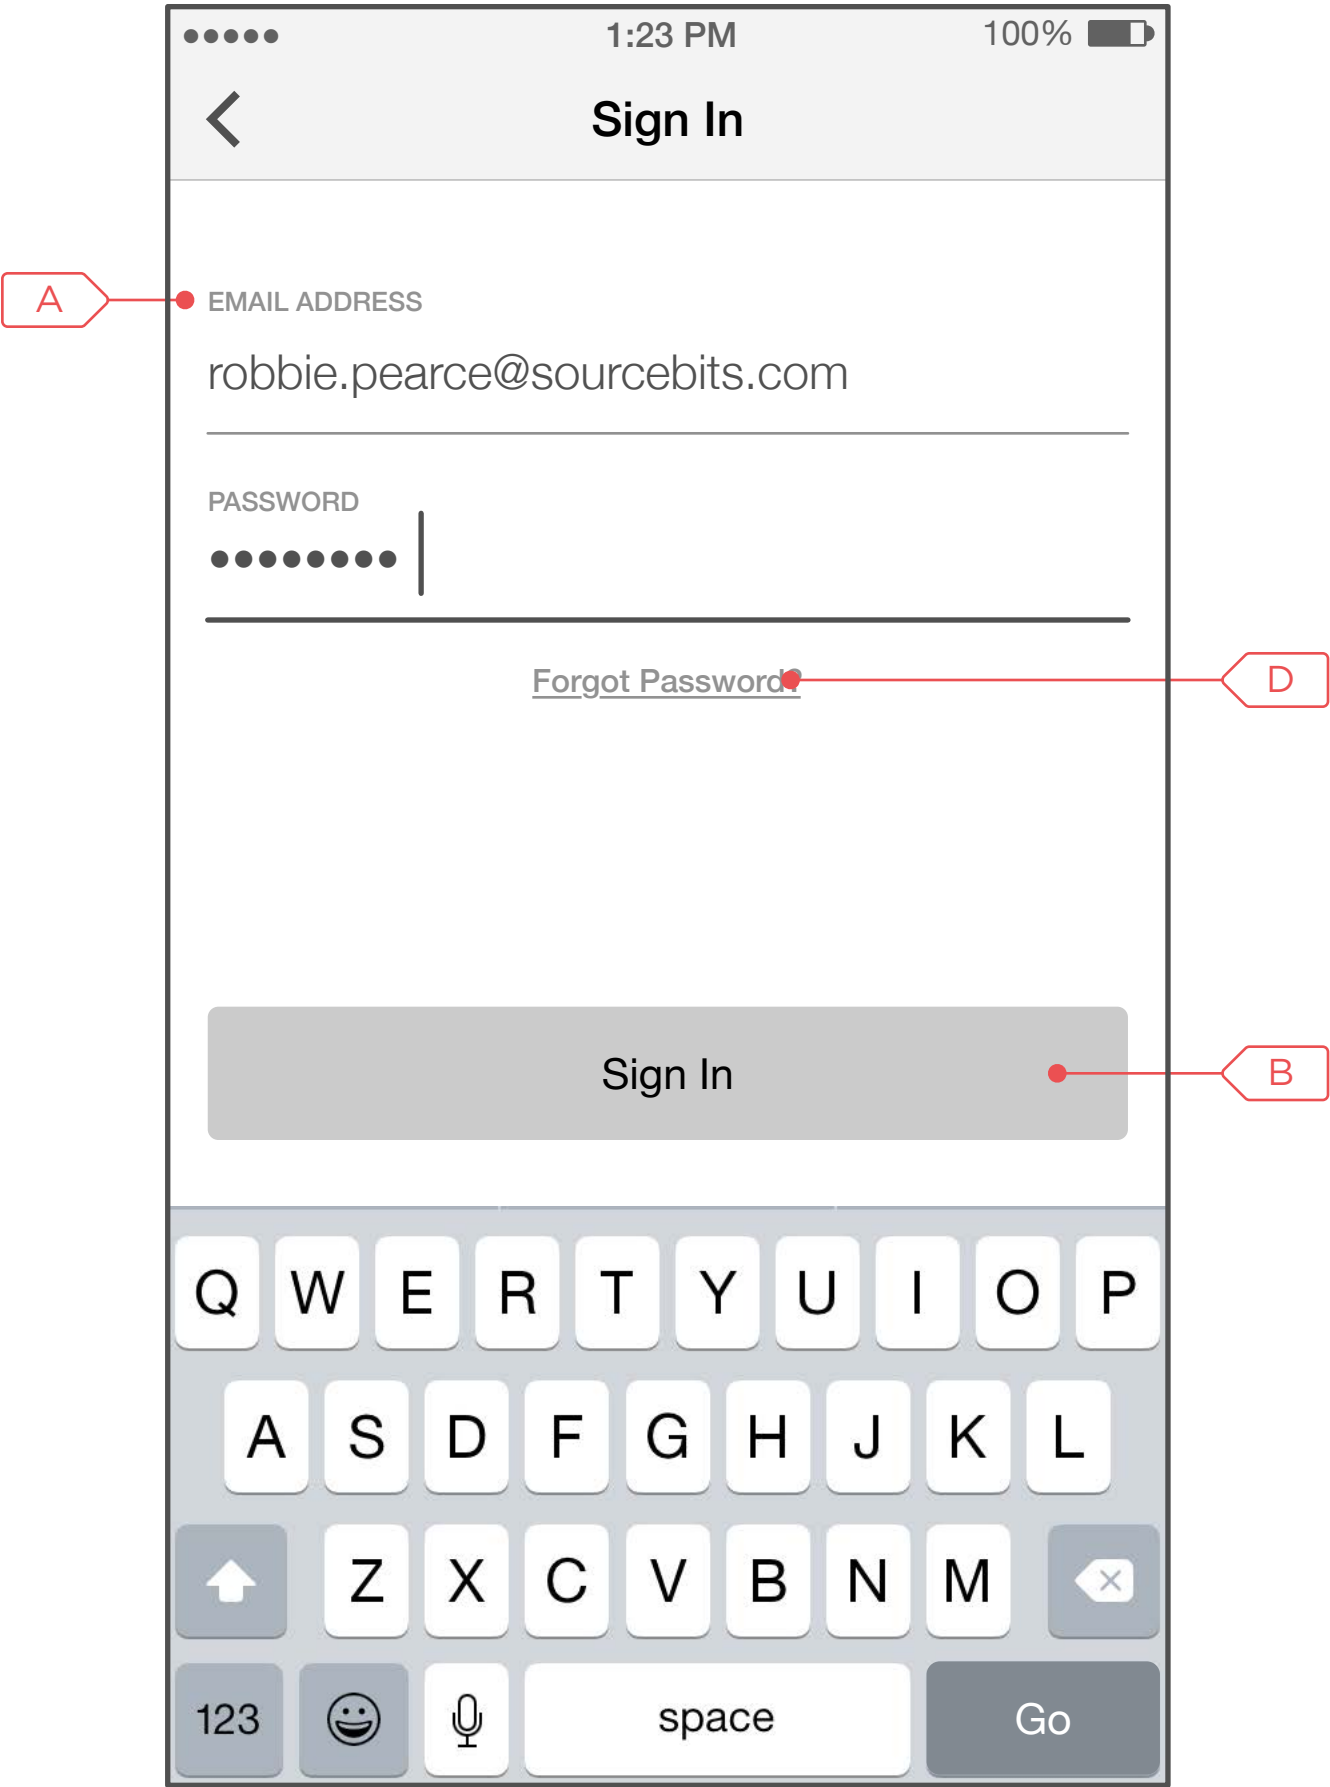 1:23 PM 100%
Sign In
A EMAIL ADDRESS
robbie.pearce@sourcebits.com
PASSWORD
●●●●●●●●
Forgot Password? D
Sign In B
Q W E R T Y U I O P
A S D F G H J K L
Z X C V B N M
123 space Go